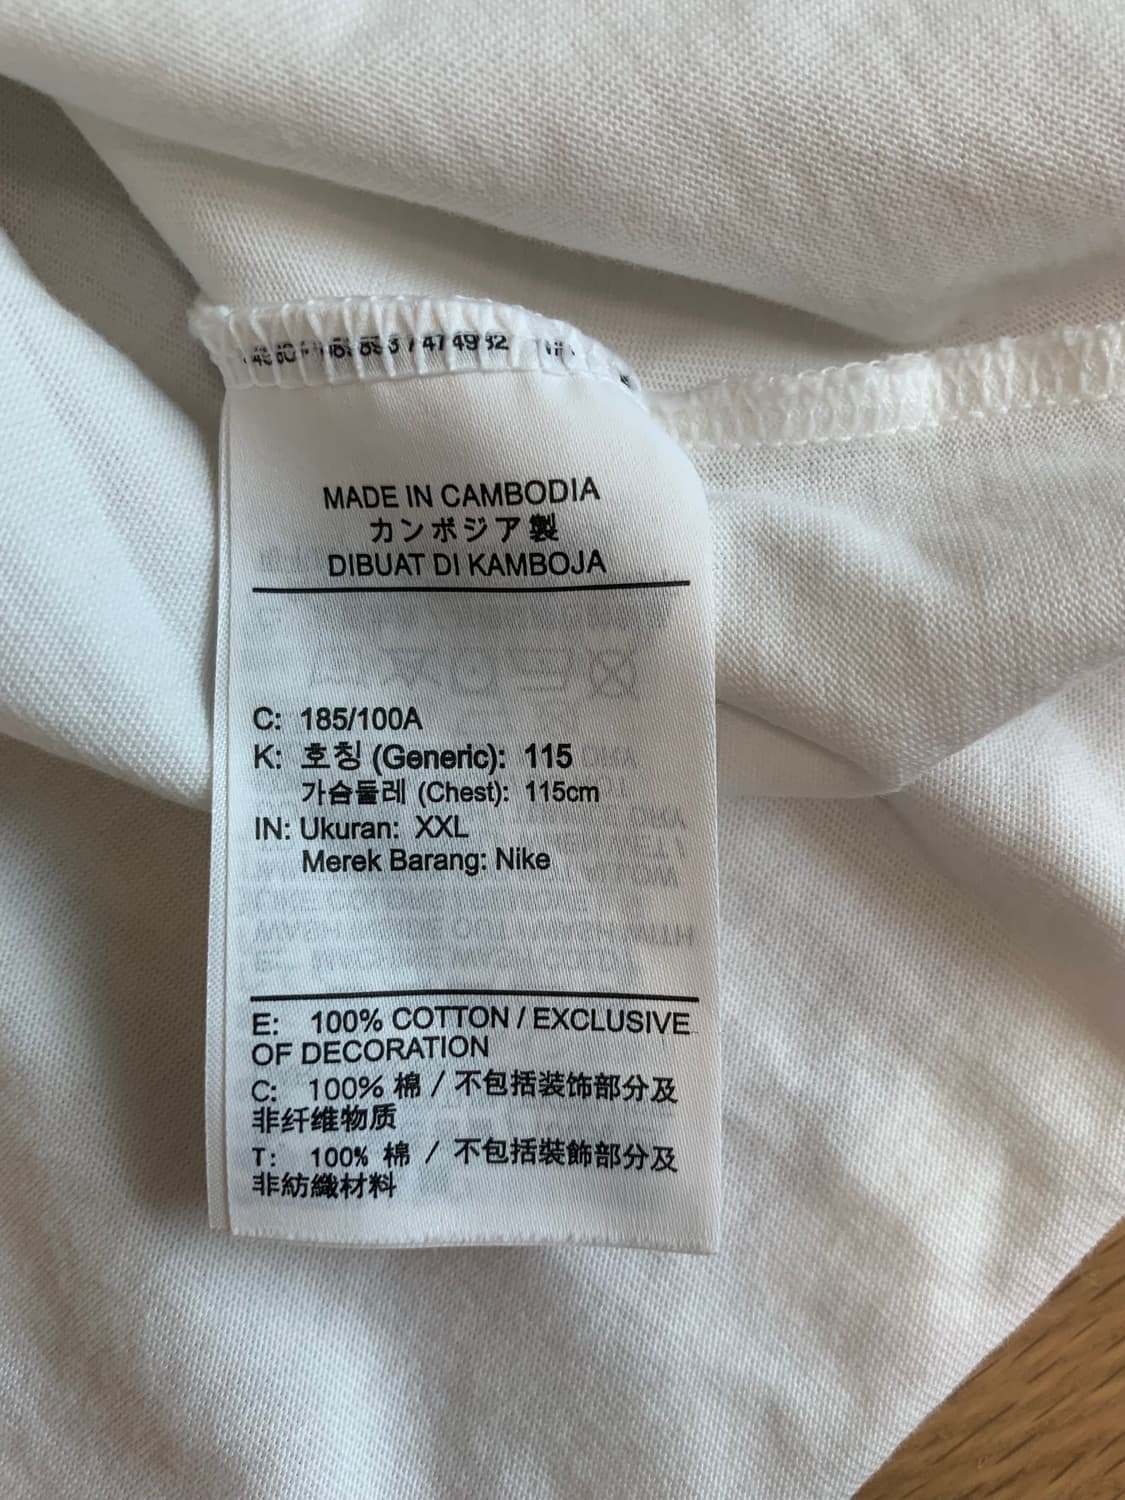 MADE IN CAMBODIA
カンボジア製
DIBUAT DI KAMBOJA
C: 185/100A
K: 호칭 (Generic): 115
가슴둘레 (Chest): 115cm
IN: Ukuran: XXL
Merek Barang: Nike
E: 100% COTTON / EXCLUSIVE
OF DECORATION
C: 100% 棉 / 不包括装饰部分及
非纤维物质
T: 100% 棉 / 不包括裝飾部分及
非紡織材料